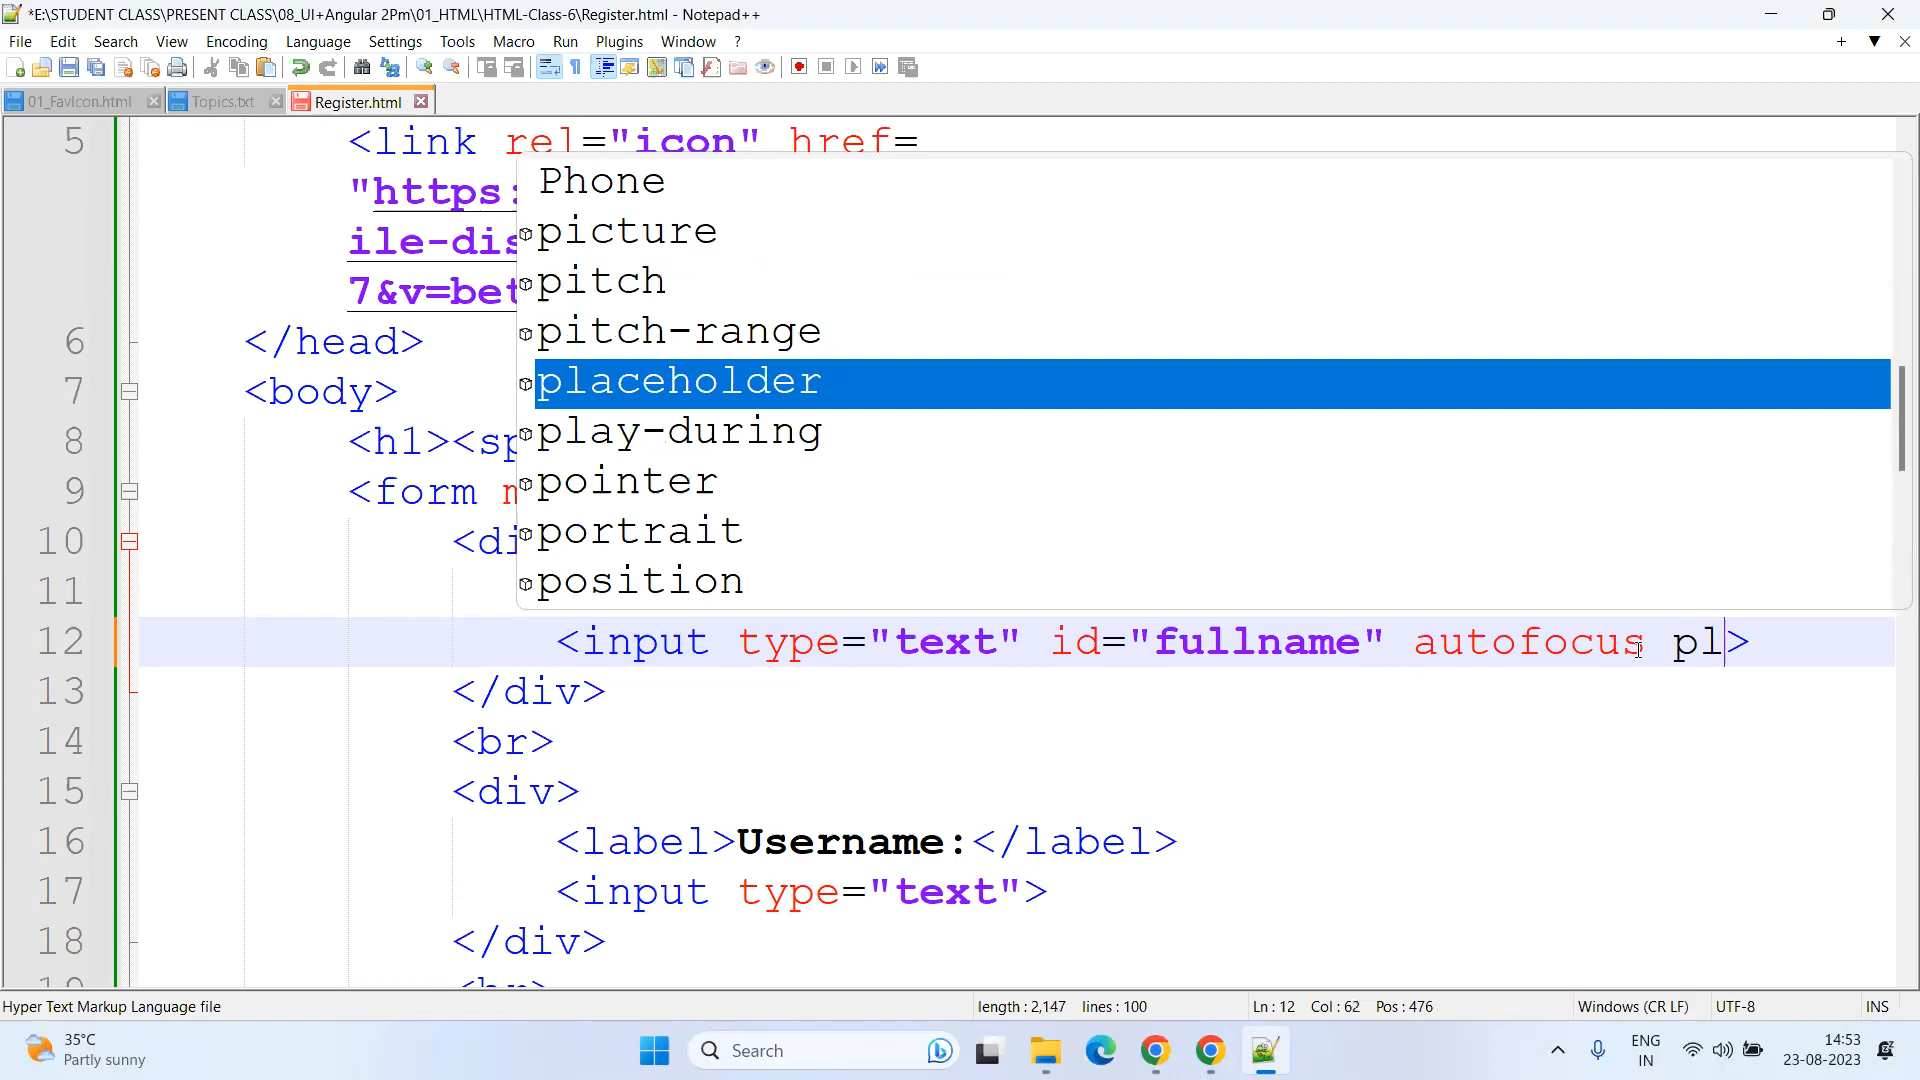 *E:\STUDENT CLASS\PRESENT CLASS\08_UI+Angular 2Pm\01_HTML\HTML-Class-6\Register.html - Notepad++
File Edit Search View Encoding Language Settings Tools Macro Run Plugins Window ?
01_FavIcon.html Topics.txt Register.html
5 <link rel="icon" href=
"https:
ile-dis
7&v=bet
Phone
picture
pitch
pitch-range
placeholder
play-during
pointer
portrait
position
6 </head>
7 <body>
8 <h1><sp
9 <form
10 <di
11
12 <input type="text" id="fullname" autofocus pl>
13 </div>
14 <br>
15 <div>
16 <label>Username:</label>
17 <input type="text">
18 </div>
19 <br>
Hyper Text Markup Language file length : 2,147 lines : 100 Ln : 12 Col : 62 Pos : 476 Windows (CR LF) UTF-8 INS
35°C
Partly sunny
Search
ENG
IN
14:53
23-08-2023